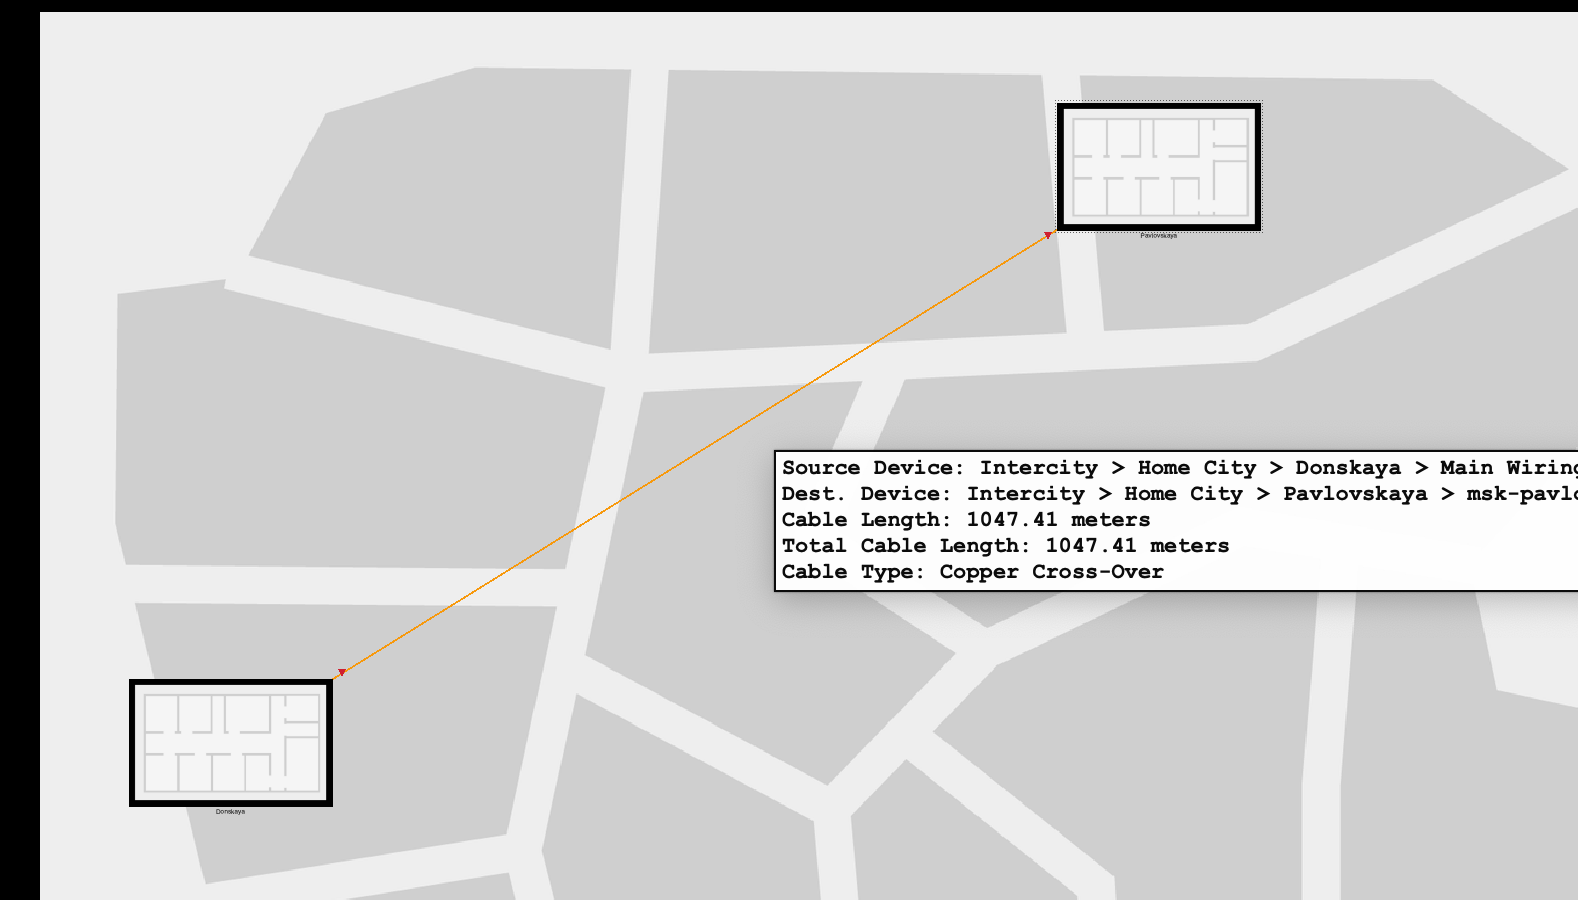 Pavlovskaya
Source Device: Intercity > Home City > Donskaya > Main Wiring
Dest. Device: Intercity > Home City > Pavlovskaya > msk-pavlo
Cable Length: 1047.41 meters
Total Cable Length: 1047.41 meters
Cable Type: Copper Cross-Over
Donskaya